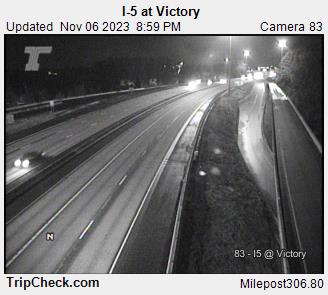 I-5 at Victory
Updated Nov 06 2023 8:59 PM Camera 83
T
N
83 - I5 @ Victory
TripCheck.com Milepost306.80